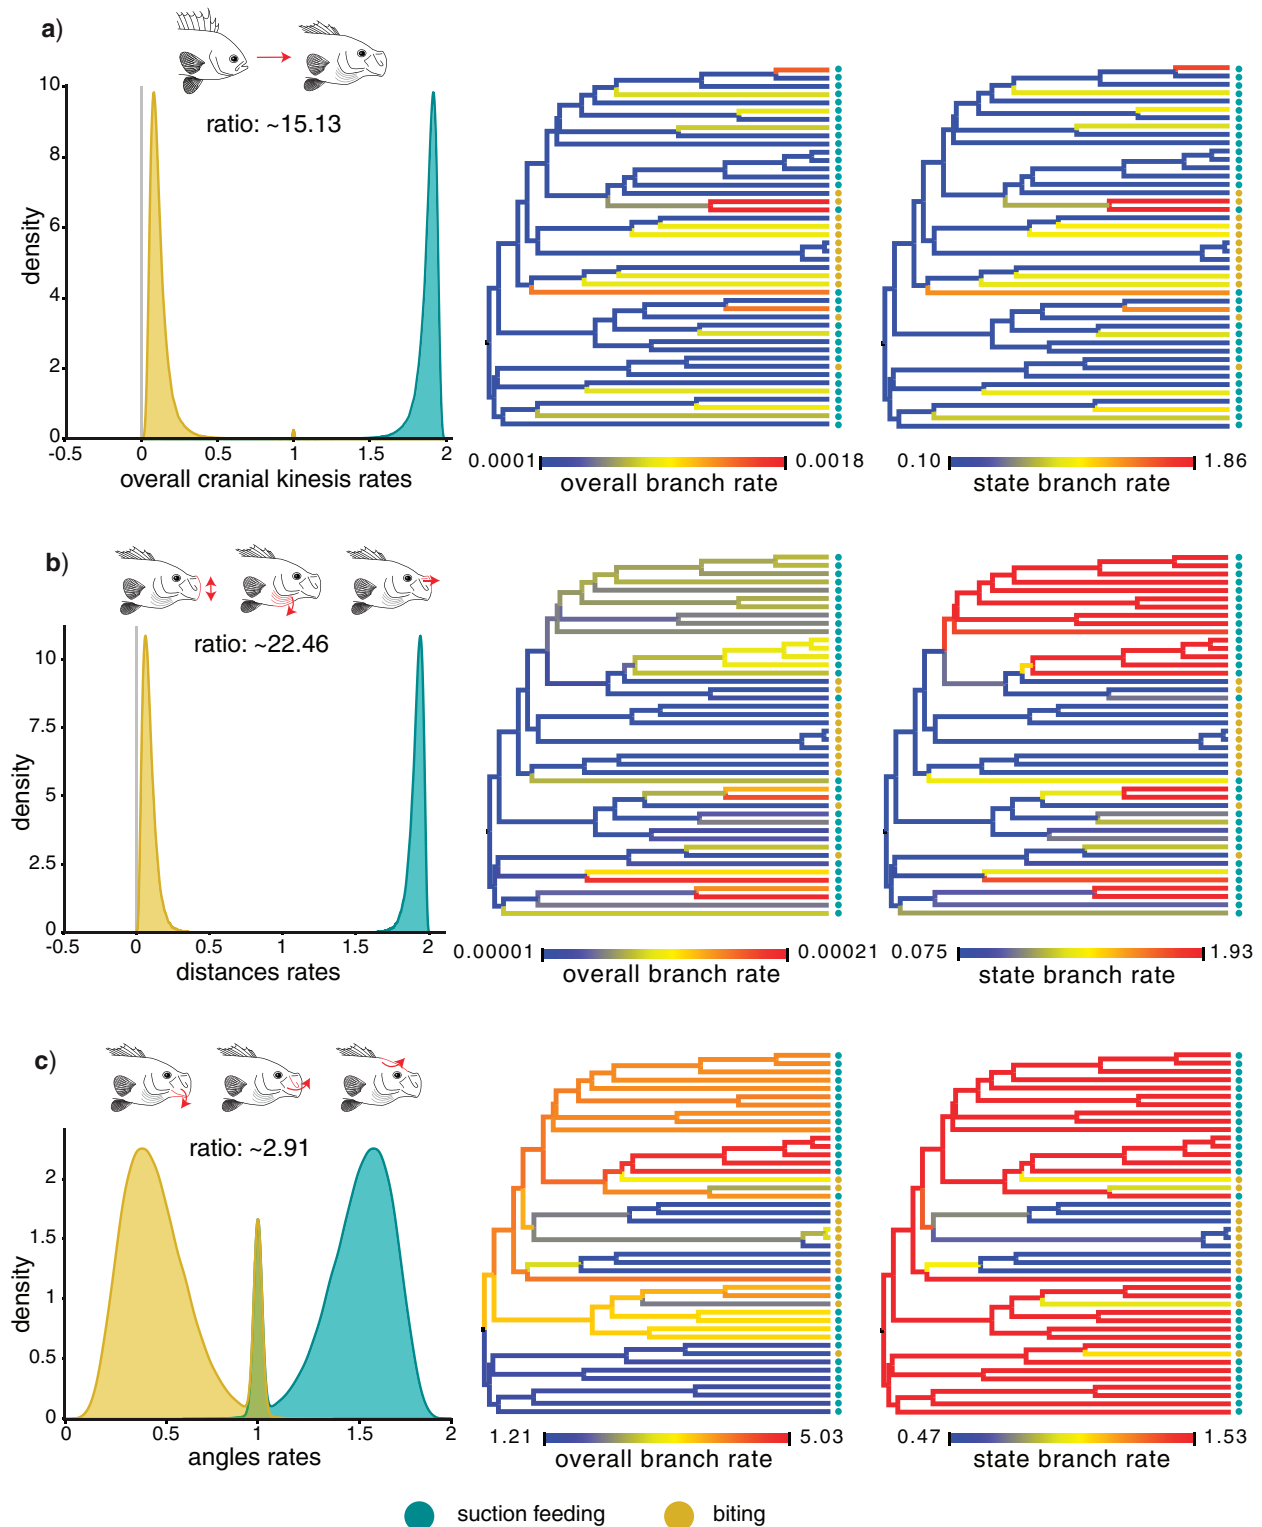 a)
ratio: ~15.13
density
10
8
6
4
2
0
-0.5 0 0.5 1 1.5 2
overall cranial kinesis rates
0.0001 0.0018
overall branch rate
0.10 1.86
state branch rate
b)
ratio: ~22.46
density
10
7.5
5
2.5
0
-0.5 0 0.5 1 1.5 2
distances rates
0.00001 0.00021
overall branch rate
0.075 1.93
state branch rate
c)
ratio: ~2.91
density
2
1.5
1
0.5
0
0 0.5 1 1.5 2
angles rates
1.21 5.03
overall branch rate
0.47 1.53
state branch rate
suction feeding biting